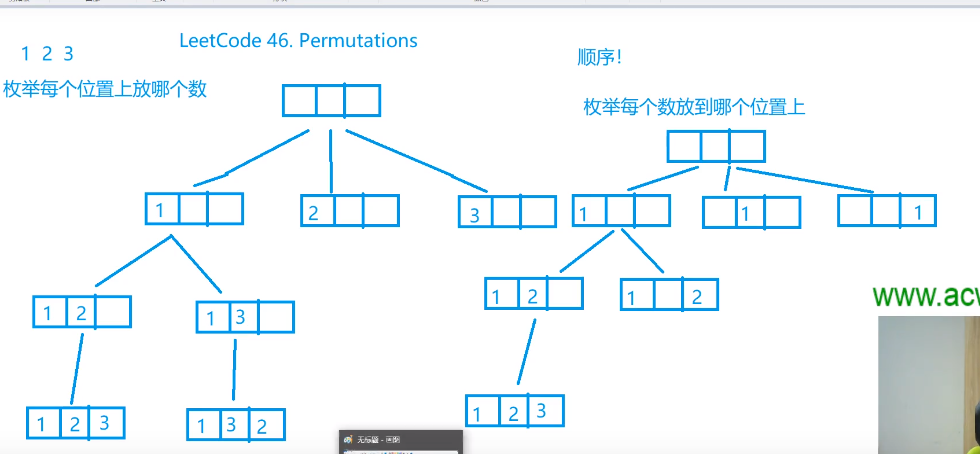 LeetCode 46. Permutations
1 2 3
顺序!
枚举每个位置上放哪个数
枚举每个数放到哪个位置上
1
2
3
1
1
1
1 2
1 3
1 2
1 2
1 2 3
1 3 2
1 2 3
www.acw
无标题 - 画图